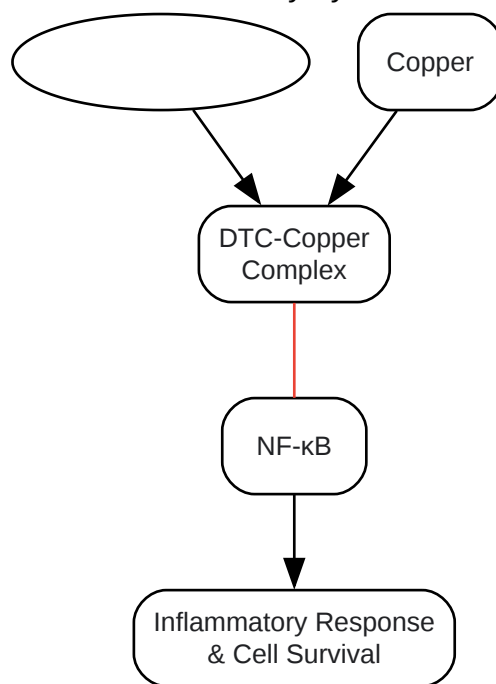 Copper
DTC-Copper
Complex
NF-κB
Inflammatory Response
& Cell Survival